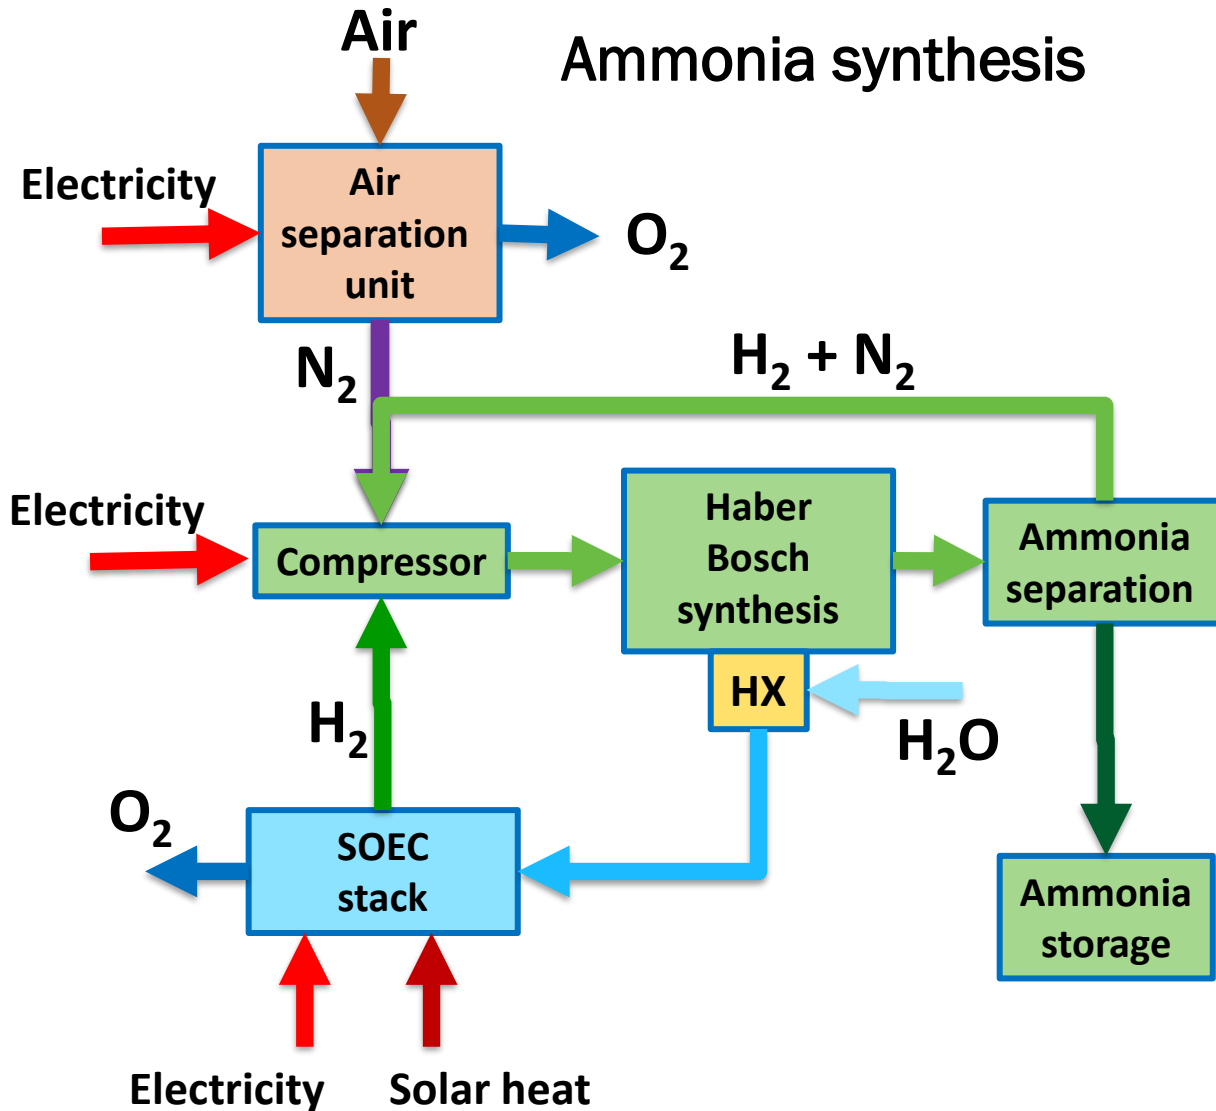 Air
Ammonia synthesis
Electricity
Air
separation
unit
O₂
N₂
H₂ + N₂
Electricity
Compressor
Haber
Bosch
synthesis
Ammonia
separation
HX
H₂O
H₂
O₂
SOEC
stack
Ammonia
storage
Electricity
Solar heat